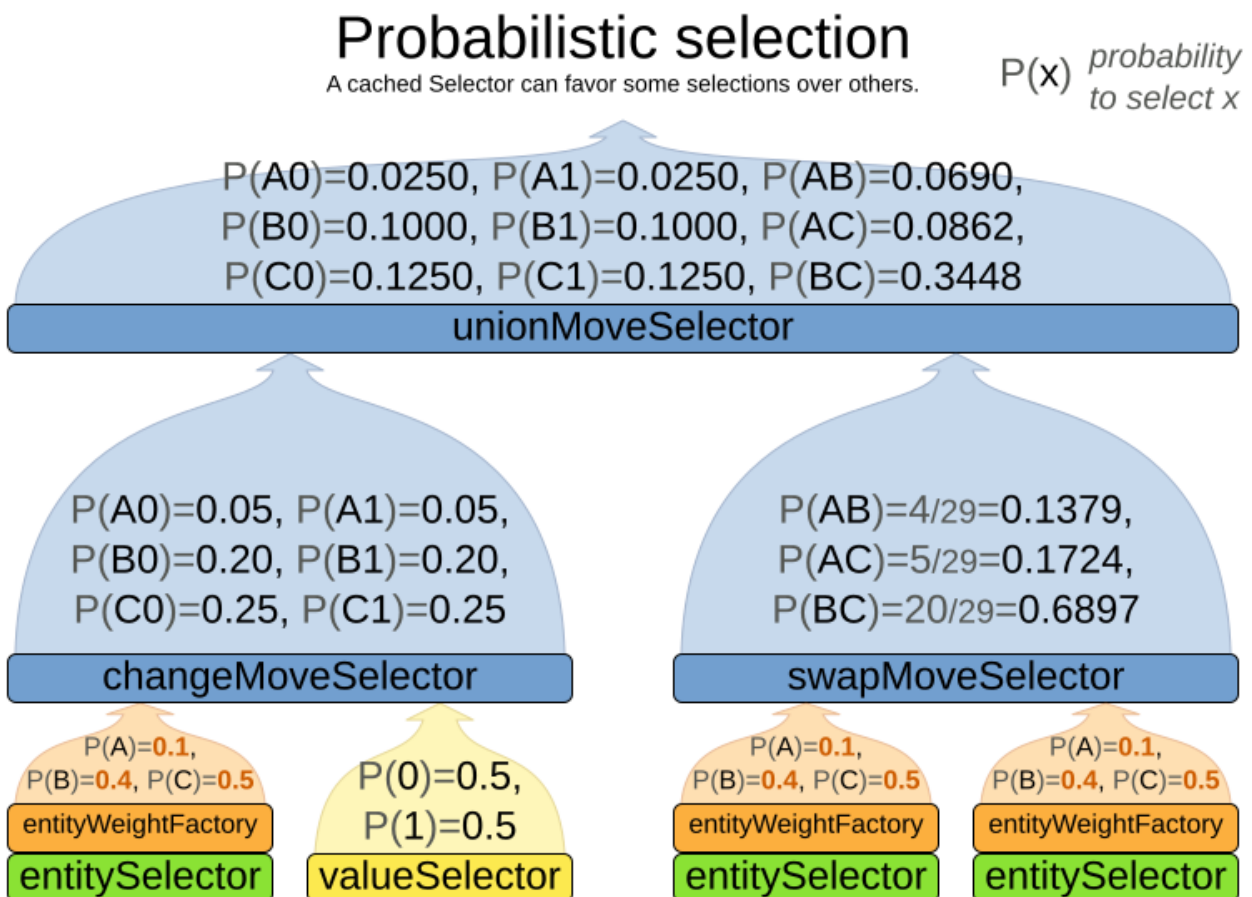 Probabilistic selection
A cached Selector can favor some selections over others.
P(x) probability
to select x
P(A0)=0.0250, P(A1)=0.0250, P(AB)=0.0690,
P(B0)=0.1000, P(B1)=0.1000, P(AC)=0.0862,
P(C0)=0.1250, P(C1)=0.1250, P(BC)=0.3448
unionMoveSelector
P(A0)=0.05, P(A1)=0.05,
P(B0)=0.20, P(B1)=0.20,
P(C0)=0.25, P(C1)=0.25
changeMoveSelector
P(AB)=4/29=0.1379,
P(AC)=5/29=0.1724,
P(BC)=20/29=0.6897
swapMoveSelector
P(A)=0.1,
P(B)=0.4, P(C)=0.5
entityWeightFactory
entitySelector
P(0)=0.5,
P(1)=0.5
valueSelector
P(A)=0.1,
P(B)=0.4, P(C)=0.5
entityWeightFactory
entitySelector
P(A)=0.1,
P(B)=0.4, P(C)=0.5
entityWeightFactory
entitySelector